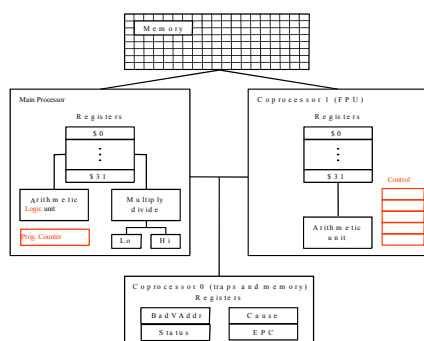 Memory
Main Processor
Registers
$0
$31
Arithmetic
Logic unit
Multiply
divide
Prog. Counter
Lo
Hi
Coprocessor 1 (FPU)
Registers
$0
$31
Control
Arithmetic
unit
Coprocessor 0 (traps and memory)
Registers
BadVAddr
Cause
Status
EPC